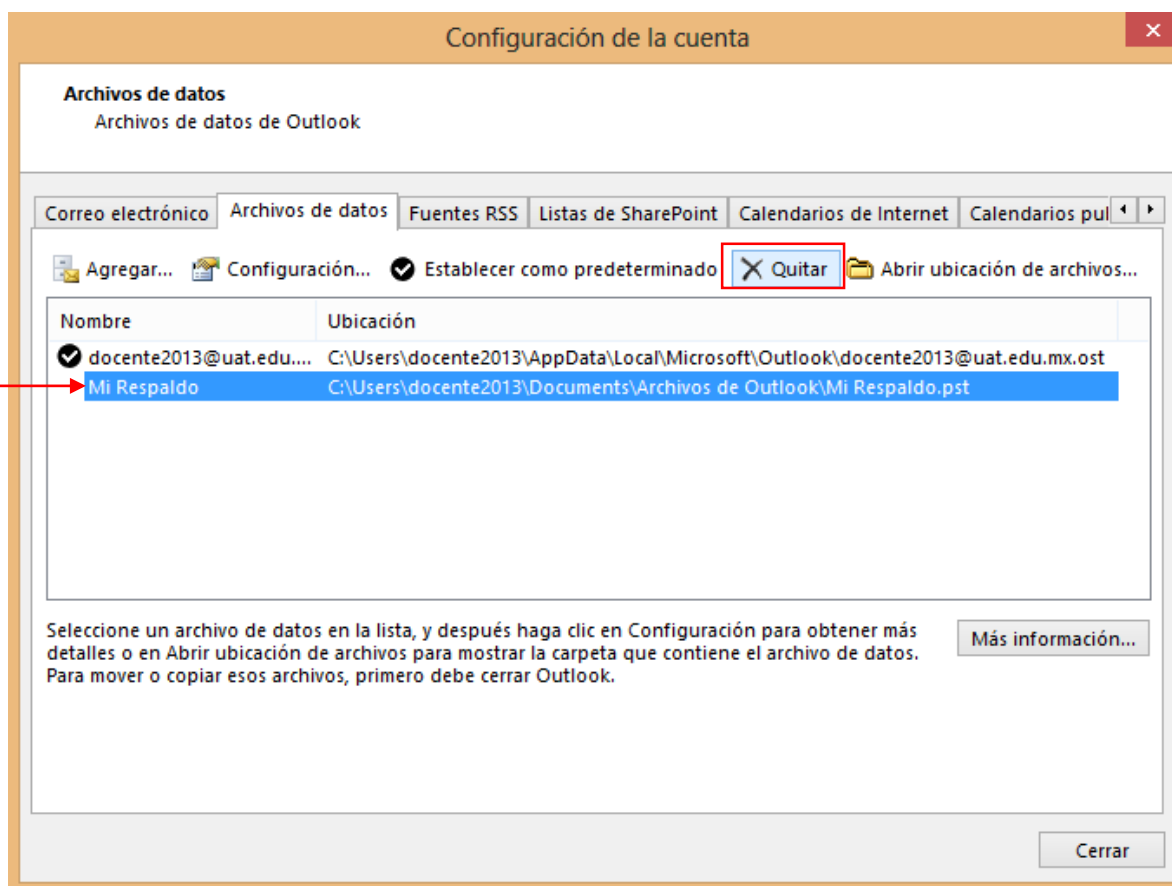 Configuración de la cuenta
Archivos de datos
Archivos de datos de Outlook
Correo electrónico Archivos de datos Fuentes RSS Listas de SharePoint Calendarios de Internet Calendarios pul
Agregar... Configuración... Establecer como predeterminado Quitar Abrir ubicación de archivos...
Nombre Ubicación
docente2013@uat.edu.... C:\Users\docente2013\AppData\Local\Microsoft\Outlook\docente2013@uat.edu.mx.ost
Mi Respaldo C:\Users\docente2013\Documents\Archivos de Outlook\Mi Respaldo.pst
Seleccione un archivo de datos en la lista, y después haga clic en Configuración para obtener más
detalles o en Abrir ubicación de archivos para mostrar la carpeta que contiene el archivo de datos.
Para mover o copiar esos archivos, primero debe cerrar Outlook.
Más información...
Cerrar